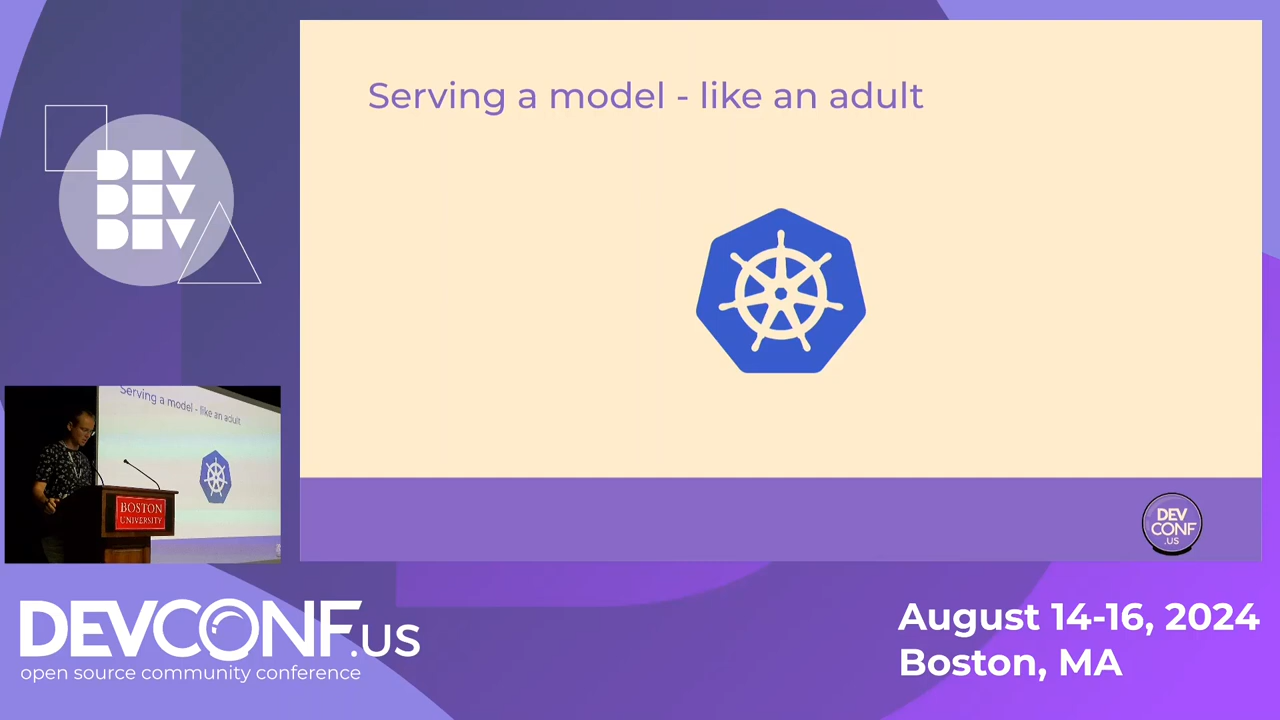 Serving a model - like an adult
DEV
DEV
DEV
Serving a model - like an adult
BOSTON
UNIVERSITY
DEV
CONF
.US
DEVCONF.US
open source community conference
August 14-16, 2024
Boston, MA